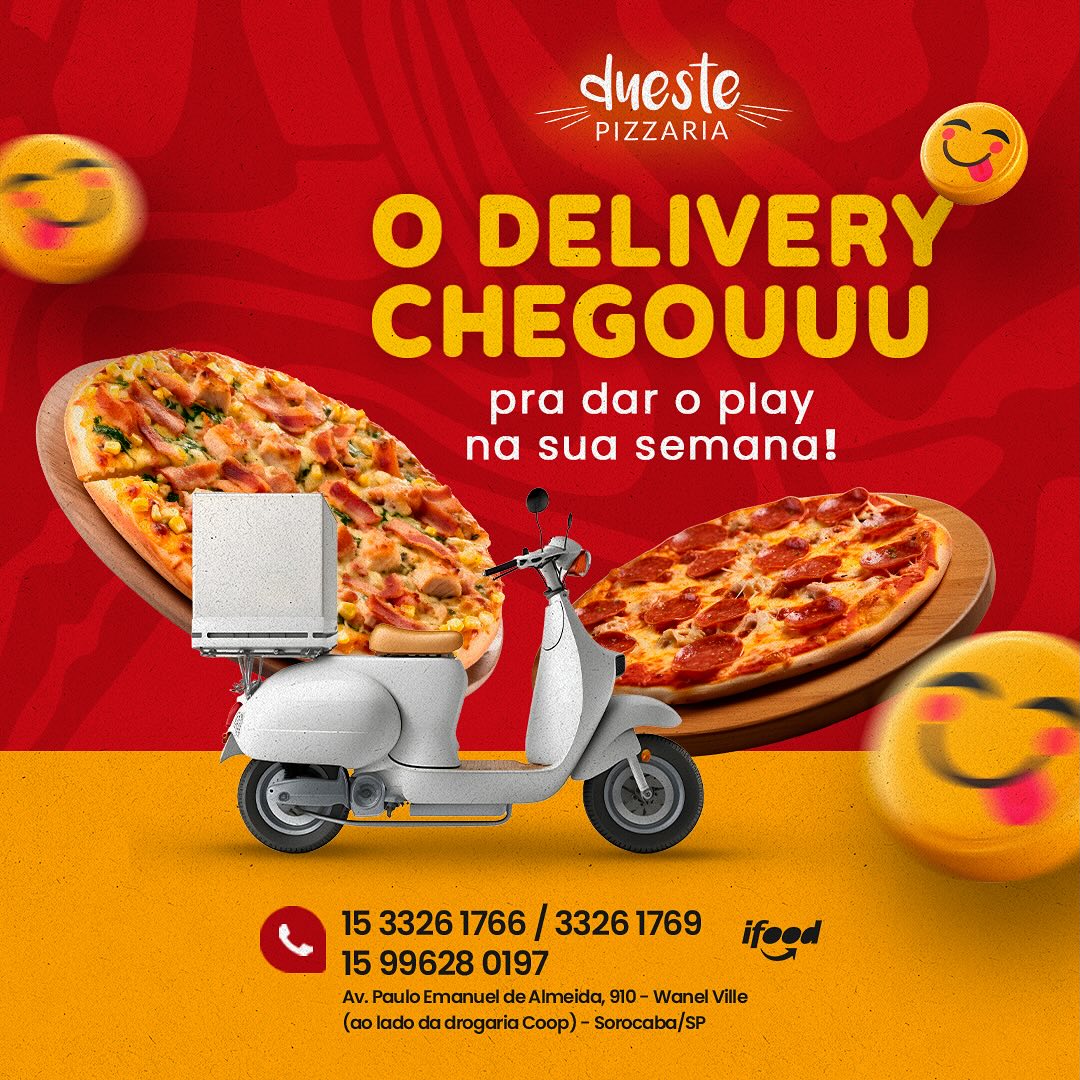 dueste
PIZZARIA
O DELIVERY
CHEGOUUU
pra dar o play
na sua semana!
15 3326 1766 / 3326 1769
ifood
15 99628 0197
Av. Paulo Emanuel de Almeida, 910 - Wanel Ville
(ao lado da drogaria Coop) - Sorocaba/SP